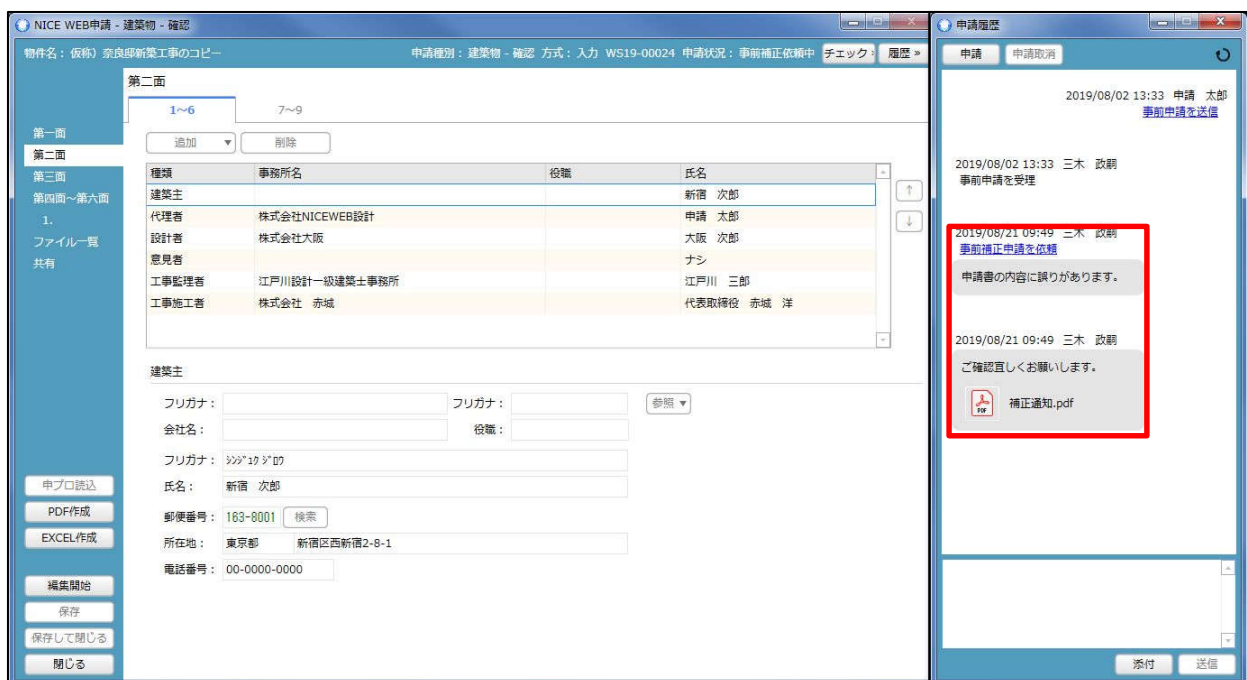 NICE WEB申請 - 建築物 - 確認
物件名：仮称）奈良邸新築工事のコピー 申請種別：建築物 - 確認 方式：入力 WS19-00024 申請状況：事前補正依頼中 チェック» 履歴 »
第二面
1～6 7～9
追加 ▼ 削除
第一面
第二面
第三面
第四面～第六面
1.
ファイル一覧
共有
種類 事務所名 役職 氏名
建築主 新宿 次郎
代理者 株式会社NICEWEB設計 申請 太郎
設計者 株式会社大阪 大阪 次郎
意見者 ナシ
工事監理者 江戸川設計一級建築士事務所 江戸川 三郎
工事施工者 株式会社 赤城 代表取締役 赤城 洋
↑
↓
建築主
フリガナ： フリガナ： 参照 ▼
会社名： 役職：
フリガナ： ｼﾝｼﾞｭｸ ｼﾞﾛｳ
氏名： 新宿 次郎
郵便番号： 163-8001 検索
所在地： 東京都 新宿区西新宿2-8-1
電話番号： 00-0000-0000
申プロ読込
PDF作成
EXCEL作成
編集開始
保存
保存して閉じる
閉じる
申請履歴
申請 申請取消
2019/08/02 13:33 申請 太郎
事前申請を送信
2019/08/02 13:33 三木 政嗣
事前申請を受理
2019/08/21 09:49 三木 政嗣
事前補正申請を依頼
申請書の内容に誤りがあります。
2019/08/21 09:49 三木 政嗣
ご確認宜しくお願いします。
PDF 補正通知.pdf
添付 送信